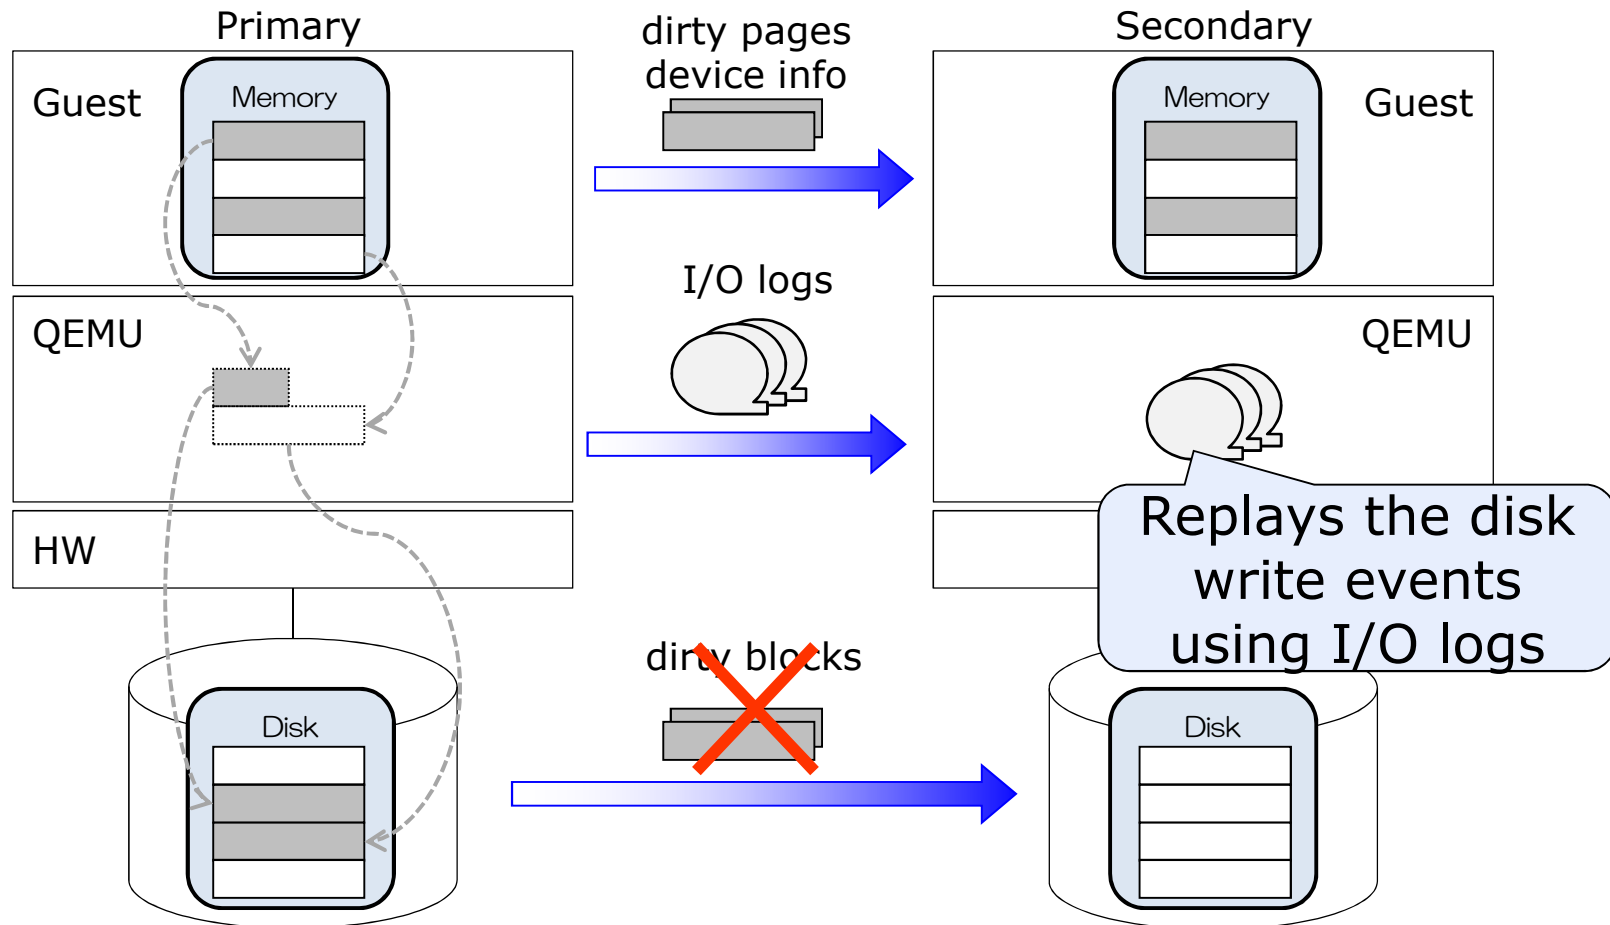 Primary
dirty pages
device info
Secondary
Guest
Memory
Memory
Guest
I/O logs
QEMU
QEMU
HW
Replays the disk
write events
using I/O logs
dirty blocks
Disk
Disk